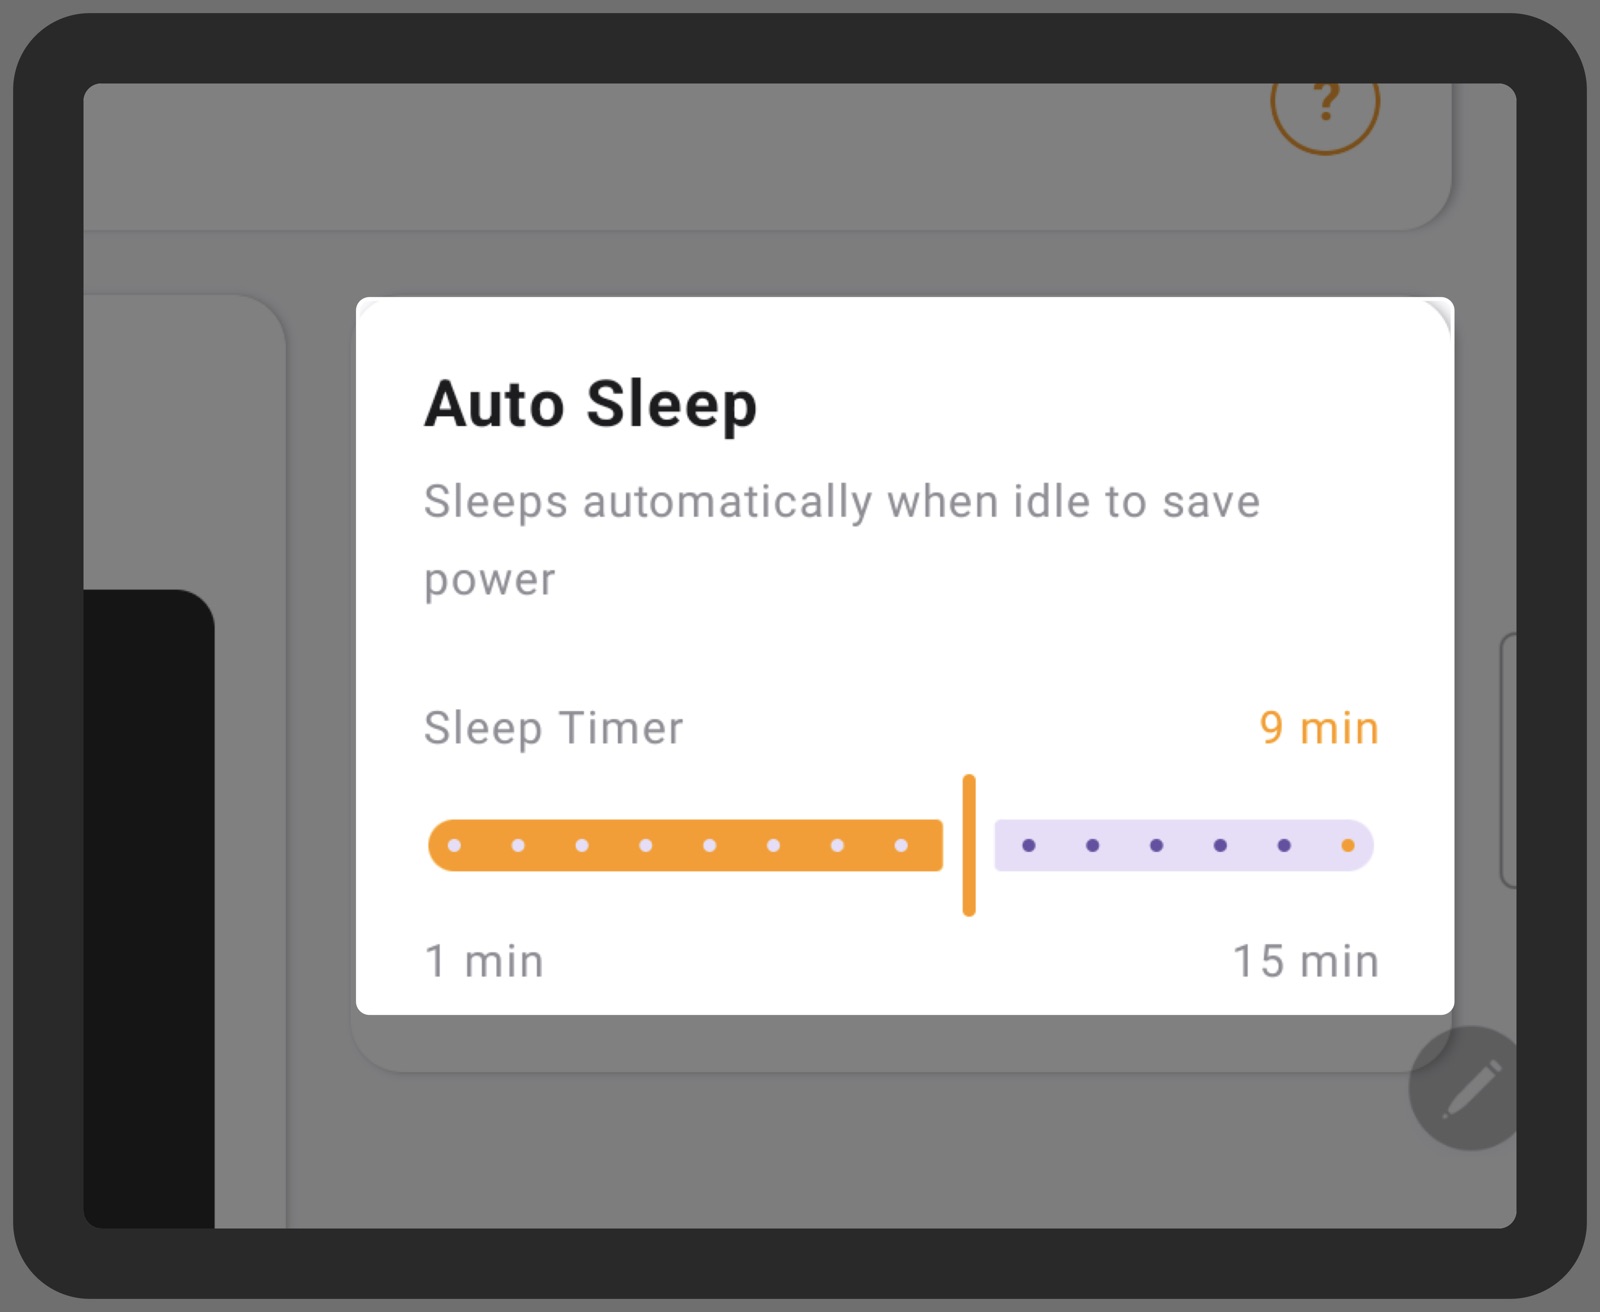 ?
Auto Sleep
Sleeps automatically when idle to save
power
Sleep Timer
9 min
1 min
15 min